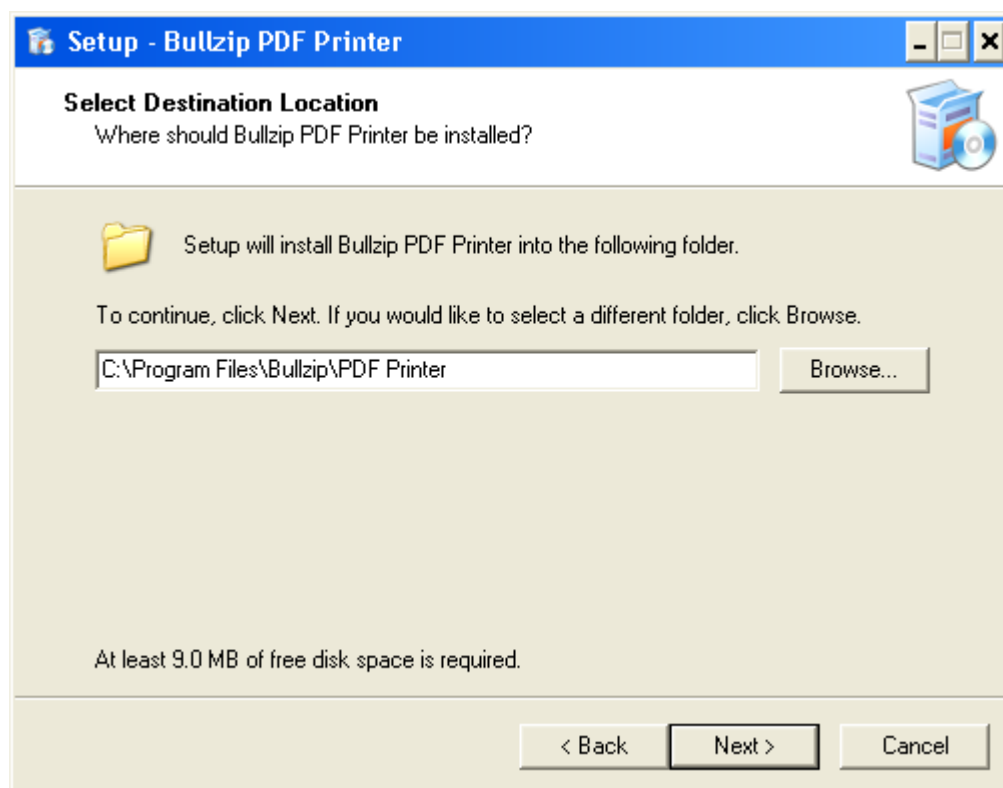 Setup - Bullzip PDF Printer
Select Destination Location
Where should Bullzip PDF Printer be installed?
Setup will install Bullzip PDF Printer into the following folder.
To continue, click Next. If you would like to select a different folder, click Browse.
C:\Program Files\Bullzip\PDF Printer
Browse...
At least 9.0 MB of free disk space is required.
< Back
Next >
Cancel